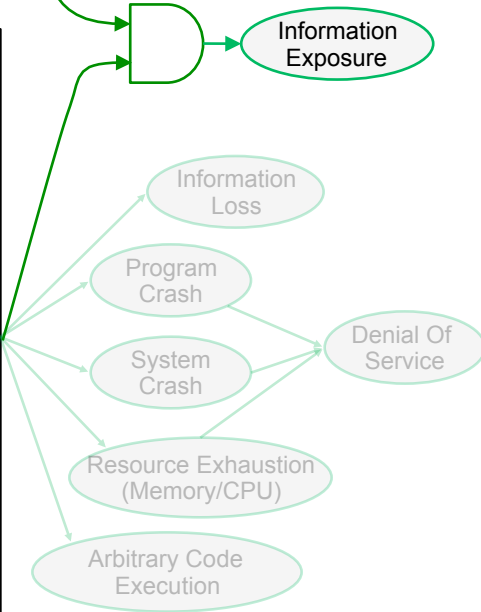 Information
Exposure
Information
Loss
Program
Crash
Denial Of
Service
System
Crash
Resource Exhaustion
(Memory/CPU)
Arbitrary Code
Execution